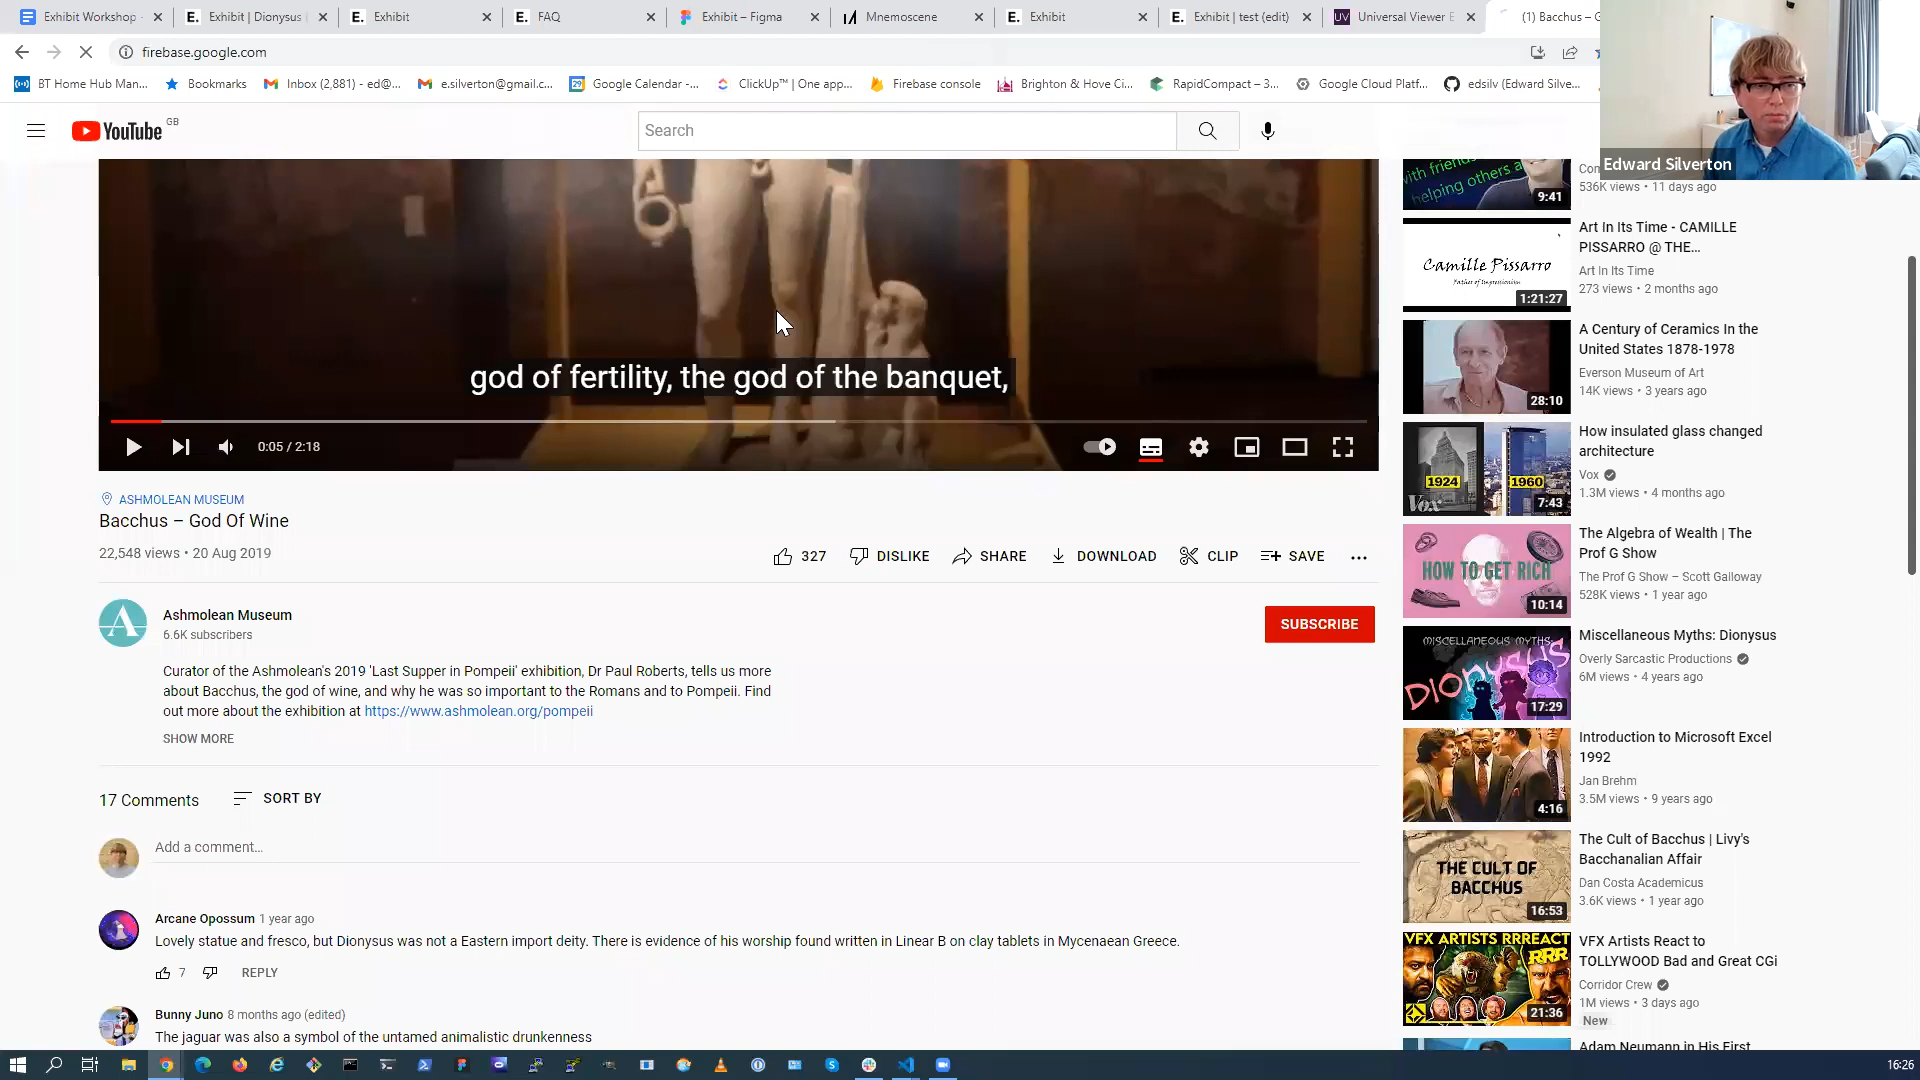 Exhibit Workshop
Exhibit | Dionysus
Exhibit
FAQ
Exhibit – Figma
Mnemoscene
Exhibit
Exhibit | test (edit)
Universal Viewer E
(1) Bacchus – G
firebase.google.com
BT Home Hub Man...
Bookmarks
Inbox (2,881) - ed@...
e.silverton@gmail.c...
Google Calendar -...
ClickUp™ | One app...
Firebase console
Brighton & Hove Ci...
RapidCompact – 3...
Google Cloud Platf...
edsilv (Edward Silve...
YouTube GB
Search
Edward Silverton
god of fertility, the god of the banquet,
0:05 / 2:18
ASHMOLEAN MUSEUM
Bacchus – God Of Wine
22,548 views • 20 Aug 2019
327
DISLIKE
SHARE
DOWNLOAD
CLIP
SAVE
Ashmolean Museum
6.6K subscribers
SUBSCRIBE
Curator of the Ashmolean's 2019 'Last Supper in Pompeii' exhibition, Dr Paul Roberts, tells us more
about Bacchus, the god of wine, and why he was so important to the Romans and to Pompeii. Find
out more about the exhibition at https://www.ashmolean.org/pompeii
SHOW MORE
17 Comments
SORT BY
Add a comment...
Arcane Opossum 1 year ago
Lovely statue and fresco, but Dionysus was not a Eastern import deity. There is evidence of his worship found written in Linear B on clay tablets in Mycenaean Greece.
7
REPLY
Bunny Juno 8 months ago (edited)
The jaguar was also a symbol of the untamed animalistic drunkenness
with friends
helping others a
9:41
536K views • 11 days ago
Camille Pissarro
Father of Impressionism
1:21:27
Art In Its Time - CAMILLE
PISSARRO @ THE...
Art In Its Time
273 views • 2 months ago
28:10
A Century of Ceramics In the
United States 1878-1978
Everson Museum of Art
14K views • 3 years ago
1924
1960
Vox
7:43
How insulated glass changed
architecture
Vox
1.3M views • 4 months ago
HOW TO GET RICH
10:14
The Algebra of Wealth | The
Prof G Show
The Prof G Show – Scott Galloway
528K views • 1 year ago
MISCELLANEOUS MYTHS:
DIONYSUS
17:29
Miscellaneous Myths: Dionysus
Overly Sarcastic Productions
6M views • 4 years ago
4:16
Introduction to Microsoft Excel
1992
Jan Brehm
3.5M views • 9 years ago
THE CULT OF
BACCHUS
16:53
The Cult of Bacchus | Livy's
Bacchanalian Affair
Dan Costa Academicus
3.6K views • 1 year ago
VFX ARTISTS RRREACT
RRR
21:36
VFX Artists React to
TOLLYWOOD Bad and Great CGi
Corridor Crew
1M views • 3 days ago
New
Adam Neumann in His First
16:26